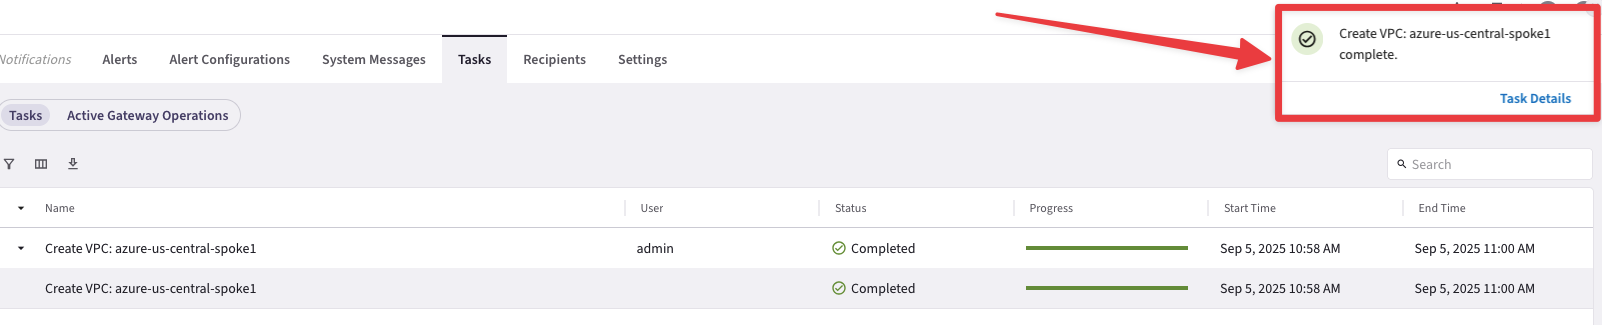 Create VPC: azure-us-central-spoke1
complete.
Task Details
Notifications Alerts Alert Configurations System Messages Tasks Recipients Settings
Tasks Active Gateway Operations
Search
Name User Status Progress Start Time End Time
Create VPC: azure-us-central-spoke1 admin Completed Sep 5, 2025 10:58 AM Sep 5, 2025 11:00 AM
Create VPC: azure-us-central-spoke1 Completed Sep 5, 2025 10:58 AM Sep 5, 2025 11:00 AM